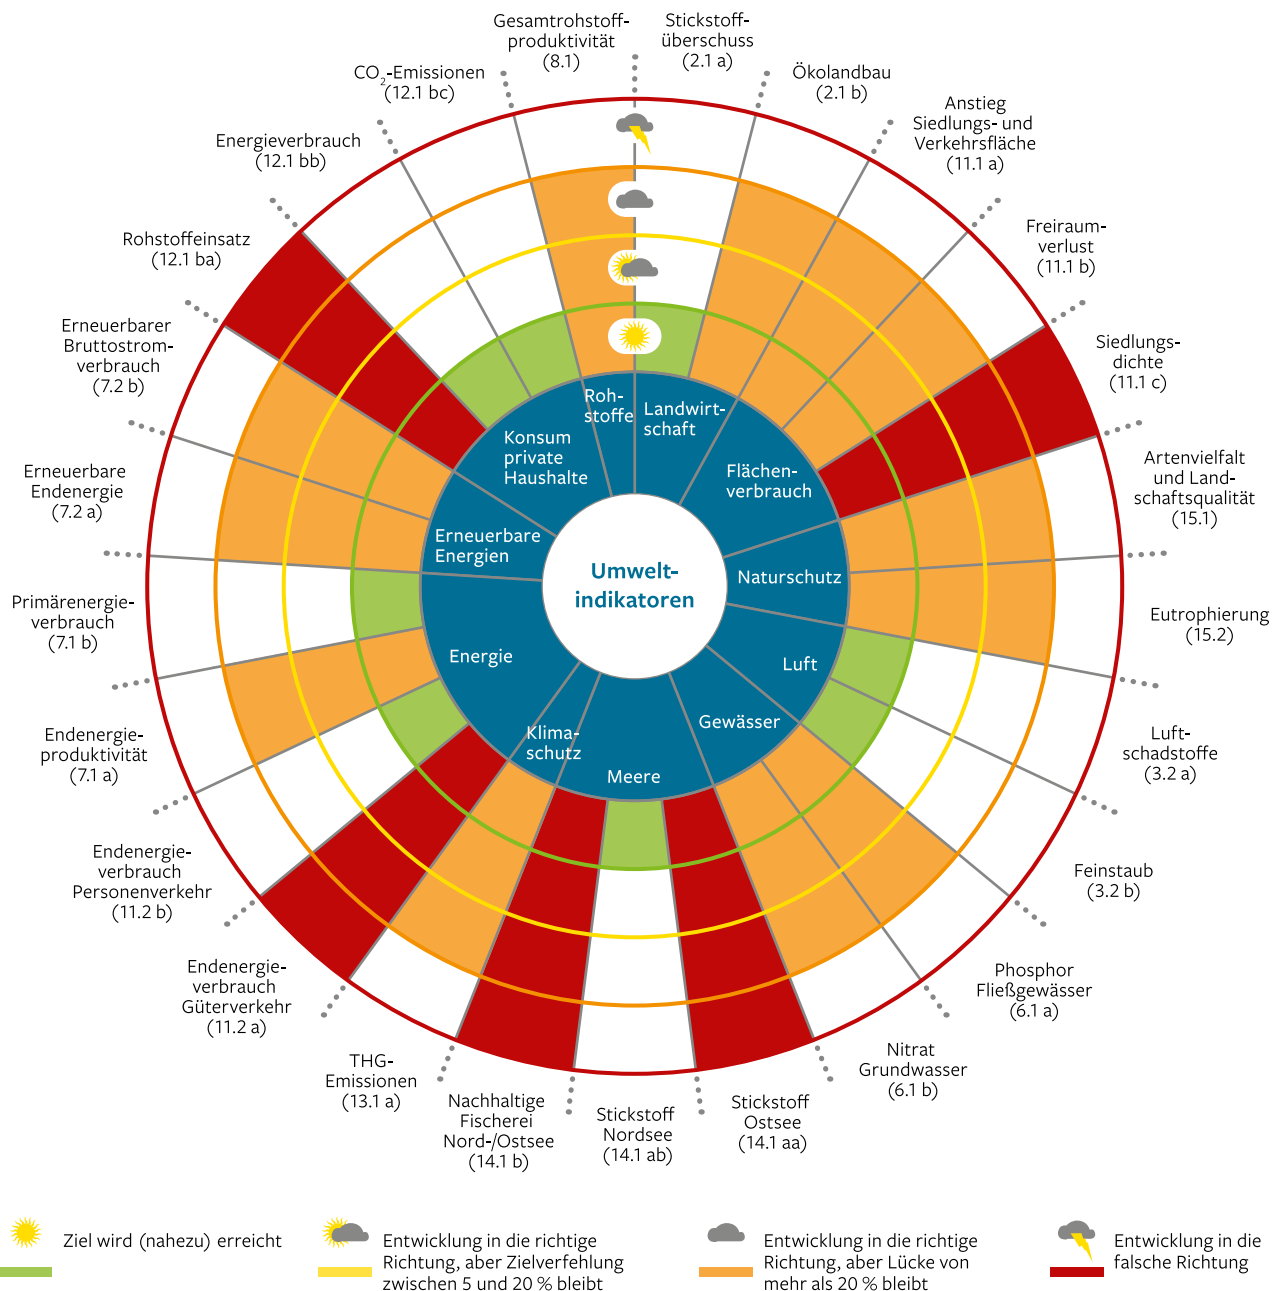 Gesamtrohstoff-
produktivität
(8.1)
Stickstoff-
überschuss
(2.1 a)
Ökolandbau
(2.1 b)
Anstieg
Siedlungs- und
Verkehrsfläche
(11.1 a)
Freiraum-
verlust
(11.1 b)
Siedlungs-
dichte
(11.1 c)
Artenvielfalt
und Land-
schaftsqualität
(15.1)
Eutrophierung
(15.2)
Luft-
schadstoffe
(3.2 a)
Feinstaub
(3.2 b)
Phosphor
Fließgewässer
(6.1 a)
Nitrat
Grundwasser
(6.1 b)
Stickstoff
Ostsee
(14.1 aa)
Stickstoff
Nordsee
(14.1 ab)
Nachhaltige
Fischerei
Nord-/Ostsee
(14.1 b)
THG-
Emissionen
(13.1 a)
Endenergie-
verbrauch
Güterverkehr
(11.2 a)
Endenergie-
verbrauch
Personenverkehr
(11.2 b)
Endenergie-
produktivität
(7.1 a)
Primärenergie-
verbrauch
(7.1 b)
Erneuerbare
Endenergie
(7.2 a)
Erneuerbarer
Bruttostrom-
verbrauch
(7.2 b)
Rohstoffeinsatz
(12.1 ba)
Energieverbrauch
(12.1 bb)
CO2-Emissionen
(12.1 bc)
Roh-
stoffe
Landwirt-
schaft
Flächen-
verbrauch
Naturschutz
Luft
Gewässer
Meere
Klima-
schutz
Energie
Erneuerbare
Energien
Konsum
private
Haushalte
Umwelt-
indikatoren
Ziel wird (nahezu) erreicht
Entwicklung in die richtige
Richtung, aber Zielverfehlung
zwischen 5 und 20 % bleibt
Entwicklung in die richtige
Richtung, aber Lücke von
mehr als 20 % bleibt
Entwicklung in die
falsche Richtung